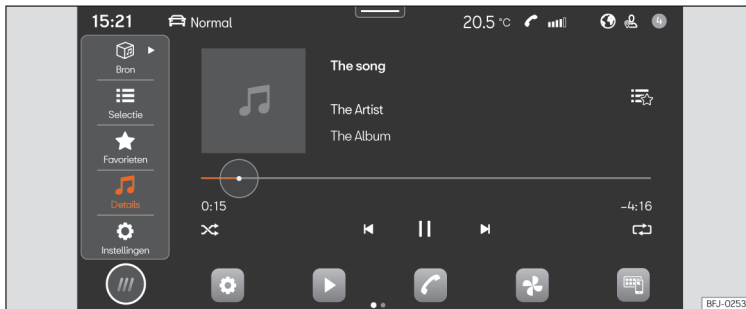 15:21
Normal
20.5 °C
4
Bron
Selectie
Favorieten
Details
Instellingen
The song
The Artist
The Album
0:15
-4:16
BFJ-0253